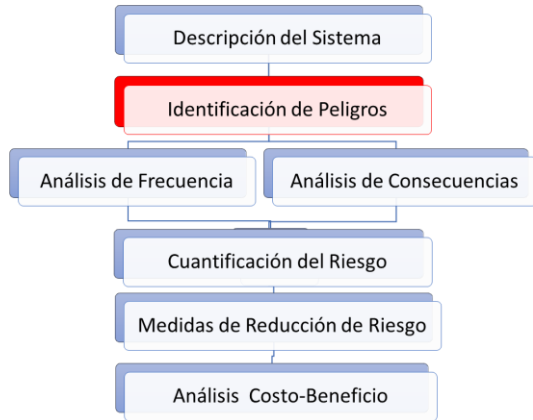 Descripción del Sistema
Identificación de Peligros
Análisis de Frecuencia
Análisis de Consecuencias
Cuantificación del Riesgo
Medidas de Reducción de Riesgo
Análisis Costo-Beneficio